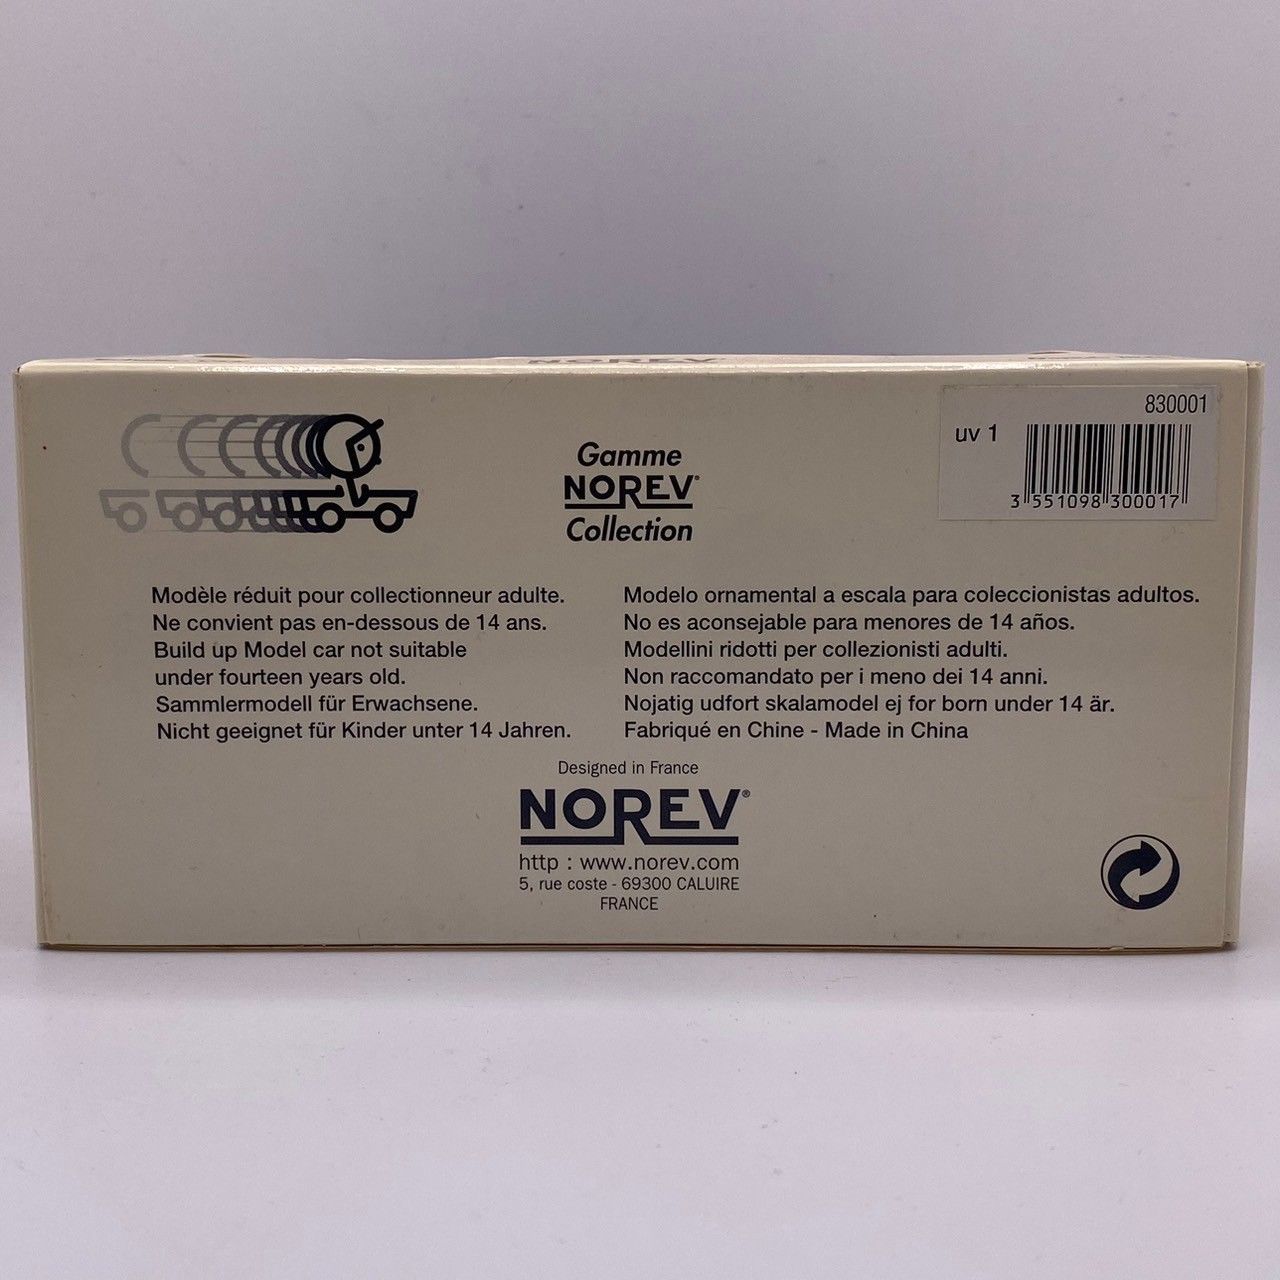 NOREV
830001
uv 1
3 551098 300017
Gamme
NOREV®
Collection
Modèle réduit pour collectionneur adulte.
Ne convient pas en-dessous de 14 ans.
Build up Model car not suitable
under fourteen years old.
Sammlermodell für Erwachsene.
Nicht geeignet für Kinder unter 14 Jahren.
Modelo ornamental a escala para coleccionistas adultos.
No es aconsejable para menores de 14 años.
Modellini ridotti per collezionisti adulti.
Non raccomandato per i meno dei 14 anni.
Nojatig udfort skalamodel ej for born under 14 är.
Fabriqué en Chine - Made in China
Designed in France
NOREV®
http : www.norev.com
5, rue coste - 69300 CALUIRE
FRANCE